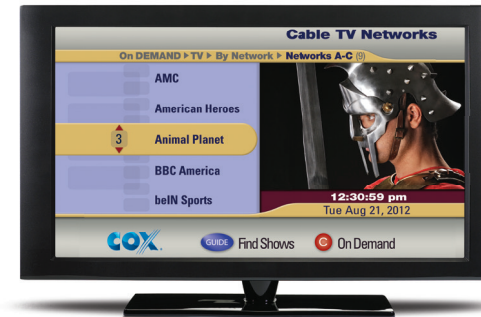 Cable TV Networks
On DEMAND ▸ TV ▸ By Network ▸ Networks A-C (9)
AMC
American Heroes
3 Animal Planet
BBC America
beIN Sports
12:30:59 pm
Tue Aug 21, 2012
COX.
GUIDE Find Shows
C On Demand